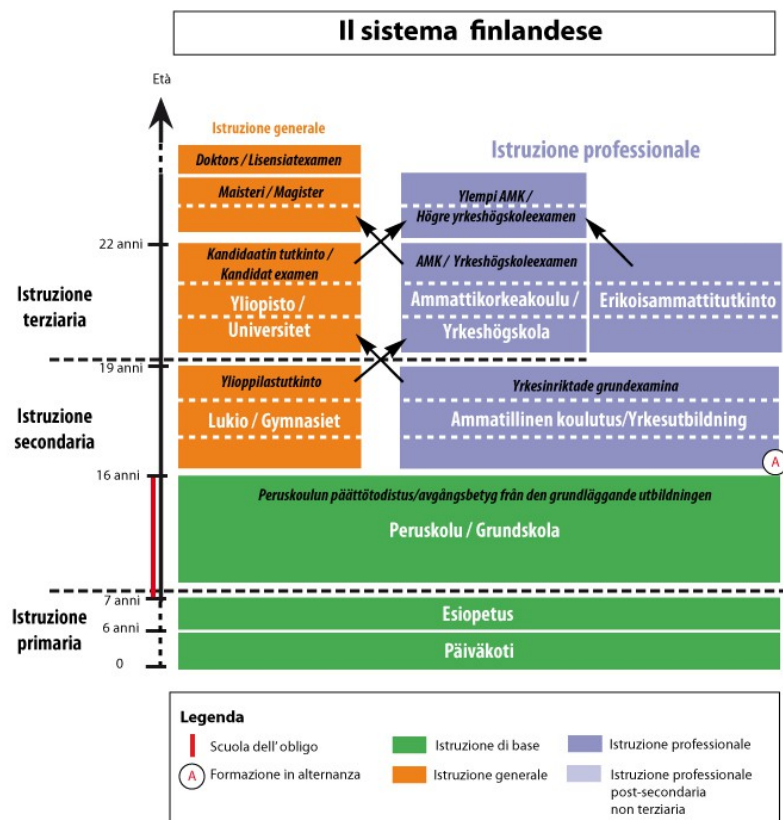 Il sistema finlandese
Età
Istruzione generale
Istruzione professionale
Doktors / Lisensiatexamen
Maisteri / Magister
Ylempi AMK /
Högre yrkeshögskoleexamen
22 anni
Kandidaatin tutkinto /
Kandidat examen
AMK / Yrkeshögskoleexamen
Istruzione
terziaria
Yliopisto /
Universitet
Ammattikorkeakoulu /
Yrkeshögskola
Erikoisammattitutkinto
19 anni
Ylioppilastutkinto
Yrkesinriktade grundexamina
Istruzione
secondaria
Lukio / Gymnasiet
Ammatillinen koulutus/Yrkesutbildning
A
16 anni
Peruskoulun päättötodistus/avgångsbetyg från den grundläggande utbildningen
Peruskolu / Grundskola
7 anni
Istruzione
primaria
Esiopetus
6 anni
Päiväkoti
0
Legenda
Scuola dell'obligo
Istruzione di base
Istruzione professionale
A
Formazione in alternanza
Istruzione generale
Istruzione professionale
post-secondaria
non terziaria